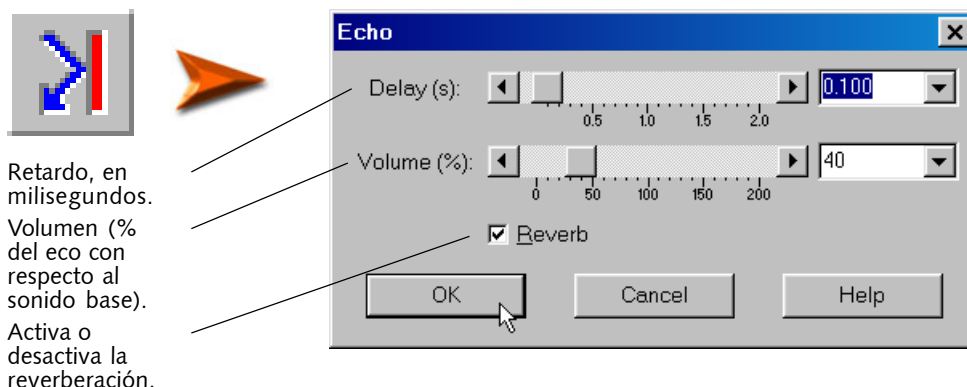 Echo
Delay (s):
0.100
0.5 1.0 1.5 2.0
Volume (%):
40
0 50 100 150 200
Reverb
OK Cancel Help
Retardo, en
milisegundos.
Volumen (%
del eco con
respecto al
sonido base).
Activa o
desactiva la
reverberación.